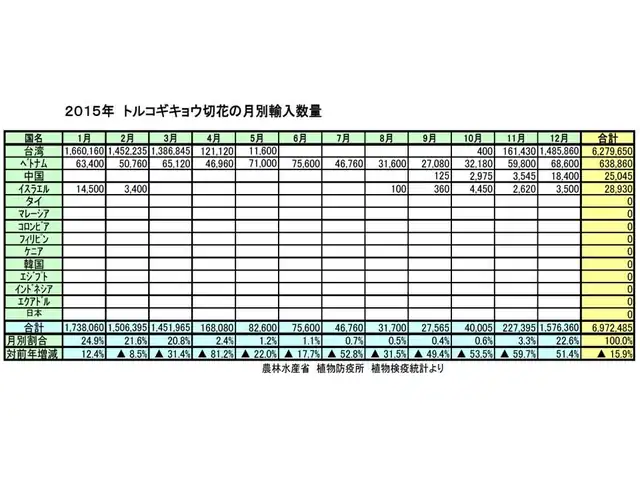 2015年 トルコギキョウ切花の月別輸入数量
国名 1月 2月 3月 4月 5月 6月 7月 8月 9月 10月 11月 12月 合計
台湾 1,660,160 1,452,235 1,386,845 121,120 11,600 400 161,430 1,485,860 6,279,650
ベトナム 63,400 50,760 65,120 46,960 71,000 75,600 46,760 31,600 27,080 32,180 59,800 68,600 638,860
中国 125 2,975 3,545 18,400 25,045
イスラエル 14,500 3,400 100 360 4,450 2,620 3,500 28,930
タイ 0
マレーシア 0
コロンビア 0
フィリピン 0
ケニア 0
韓国 0
エジプト 0
インドネシア 0
エクアドル 0
日本 0
合計 1,738,060 1,506,395 1,451,965 168,080 82,600 75,600 46,760 31,700 27,565 40,005 227,395 1,576,360 6,972,485
月別割合 24.9% 21.6% 20.8% 2.4% 1.2% 1.1% 0.7% 0.5% 0.4% 0.6% 3.3% 22.6% 100.0%
対前年増減 12.4% ▲ 8.5% ▲ 31.4% ▲ 81.2% ▲ 22.0% ▲ 17.7% ▲ 52.8% ▲ 31.5% ▲ 49.4% ▲ 53.5% ▲ 59.7% 51.4% ▲ 15.9%
農林水産省 植物防疫所 植物検疫統計より